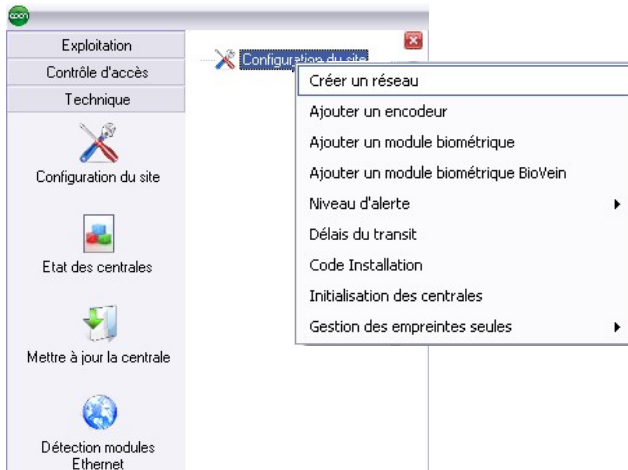 Exploitation
Contrôle d'accès
Technique
Configuration du site
Etat des centrales
Mettre à jour la centrale
Détection modules
Ethernet
Configuration du site
Créer un réseau
Ajouter un encodeur
Ajouter un module biométrique
Ajouter un module biométrique BioVein
Niveau d'alerte
Délais du transit
Code Installation
Initialisation des centrales
Gestion des empreintes seules